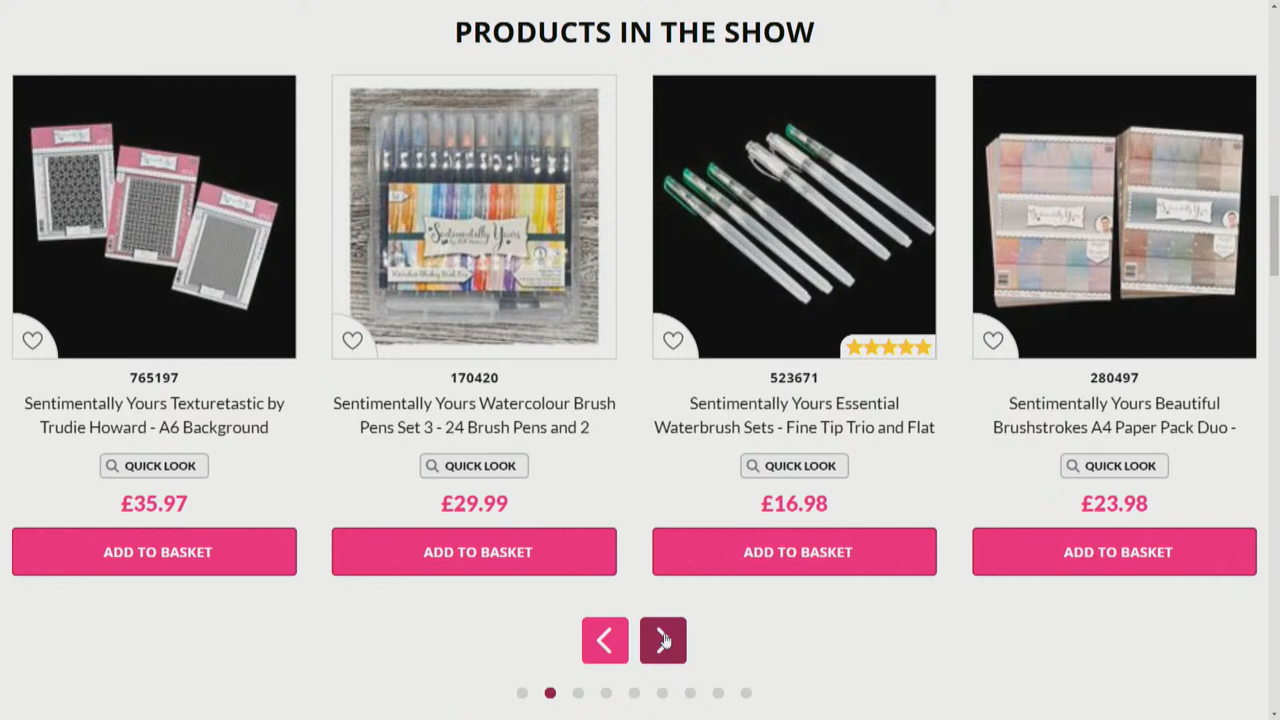 PRODUCTS IN THE SHOW
Sentimentally Yours
765197
170420
523671
280497
Sentimentally Yours Texturetastic by
Trudie Howard - A6 Background
Sentimentally Yours Watercolour Brush
Pens Set 3 - 24 Brush Pens and 2
Sentimentally Yours Essential
Waterbrush Sets - Fine Tip Trio and Flat
Sentimentally Yours Beautiful
Brushstrokes A4 Paper Pack Duo -
QUICK LOOK
QUICK LOOK
QUICK LOOK
QUICK LOOK
£35.97
£29.99
£16.98
£23.98
ADD TO BASKET
ADD TO BASKET
ADD TO BASKET
ADD TO BASKET